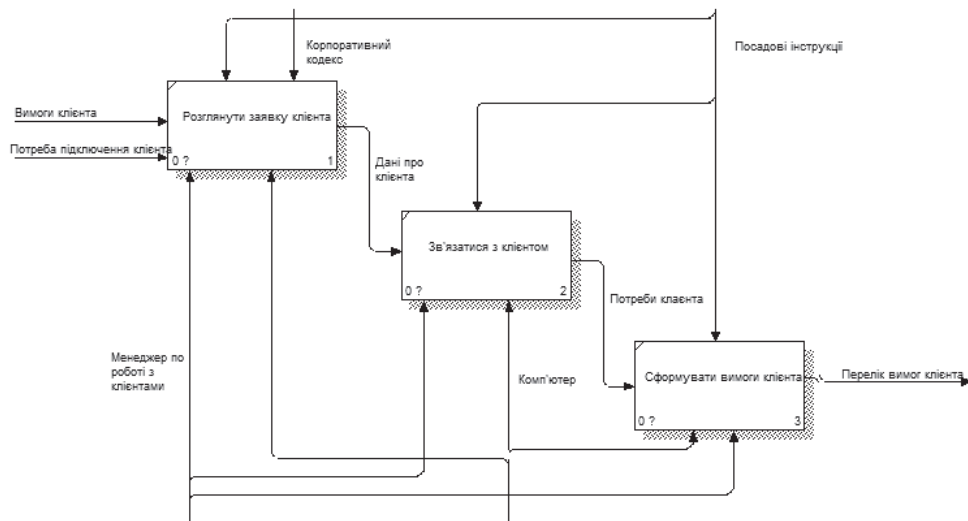 Корпоративний
кодекс
Посадові інструкції
Вимоги клієнта
Розглянути заявку клієнта
Потреба підключення клієнта
0 ?
1
Дані про
клієнта
Зв'язатися з клієнтом
0 ?
2
Потреби клаєнта
Менеджер по
роботі з
клієнтами
Комп'ютер
Сформувати вимоги клієнта
Перелік вимог клієнта
0 ?
3